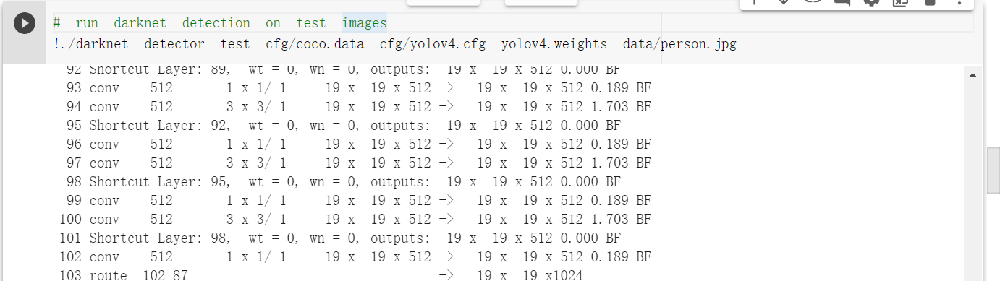 # run darknet detection on test images
!./darknet detector test cfg/coco.data cfg/yolov4.cfg yolov4.weights data/person.jpg
92 Shortcut Layer: 89, wt = 0, wn = 0, outputs: 19 x 19 x 512 0.000 BF
93 conv 512 1 x 1/ 1 19 x 19 x 512 -> 19 x 19 x 512 0.189 BF
94 conv 512 3 x 3/ 1 19 x 19 x 512 -> 19 x 19 x 512 1.703 BF
95 Shortcut Layer: 92, wt = 0, wn = 0, outputs: 19 x 19 x 512 0.000 BF
96 conv 512 1 x 1/ 1 19 x 19 x 512 -> 19 x 19 x 512 0.189 BF
97 conv 512 3 x 3/ 1 19 x 19 x 512 -> 19 x 19 x 512 1.703 BF
98 Shortcut Layer: 95, wt = 0, wn = 0, outputs: 19 x 19 x 512 0.000 BF
99 conv 512 1 x 1/ 1 19 x 19 x 512 -> 19 x 19 x 512 0.189 BF
100 conv 512 3 x 3/ 1 19 x 19 x 512 -> 19 x 19 x 512 1.703 BF
101 Shortcut Layer: 98, wt = 0, wn = 0, outputs: 19 x 19 x 512 0.000 BF
102 conv 512 1 x 1/ 1 19 x 19 x 512 -> 19 x 19 x 512 0.189 BF
103 route 102 87 -> 19 x 19 x1024